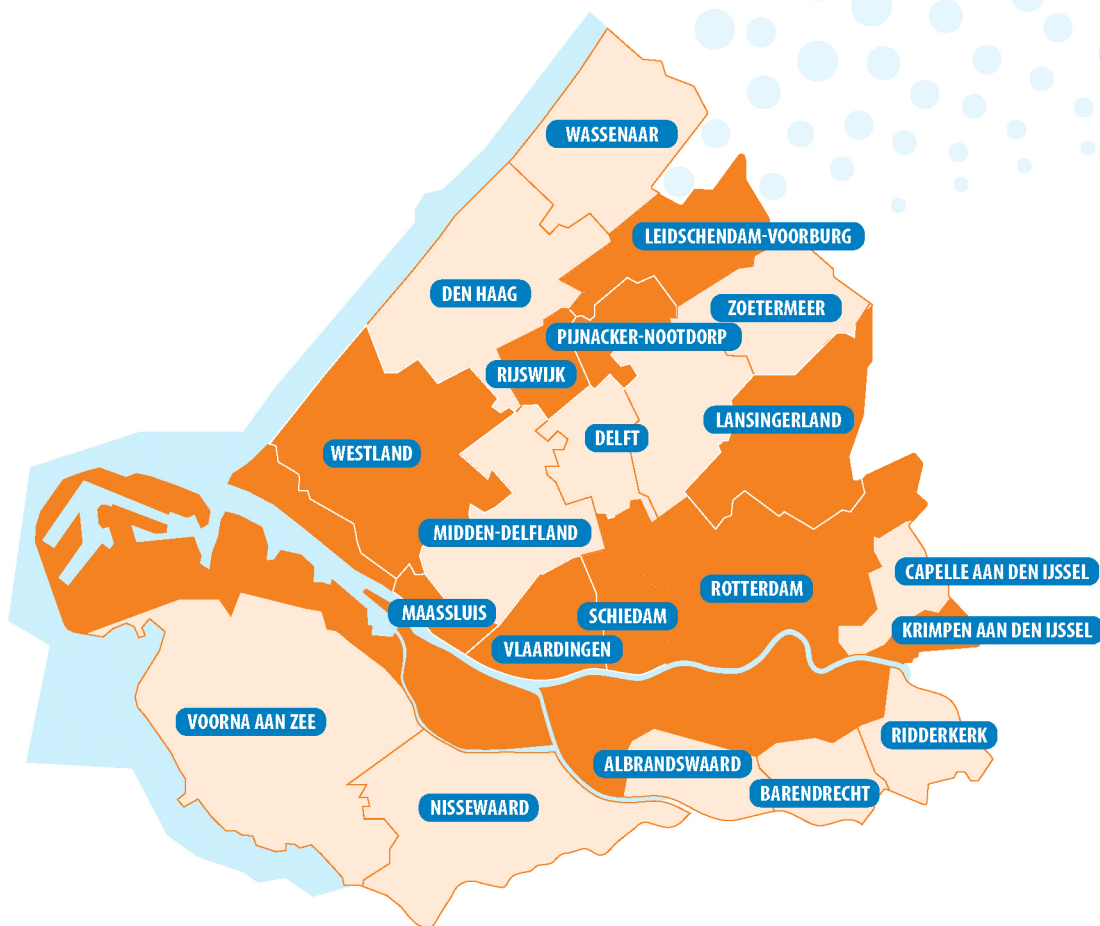 WASSENAAR
LEIDSCHENDAM-VOORBURG
DEN HAAG
ZOETERMEER
PIJNACKER-NOOTDORP
RIJSWIJK
LANSINGERLAND
DELFT
WESTLAND
MIDDEN-DELFLAND
CAPELLE AAN DEN IJSSEL
ROTTERDAM
MAASSLUIS
SCHIEDAM
KRIMPEN AAN DEN IJSSEL
VLAARDINGEN
VOORNA AAN ZEE
RIDDERKERK
ALBRANDSWAARD
BARENDRECHT
NISSEWAARD